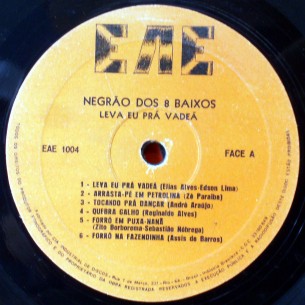 EAE
NEGRÃO DOS 8 BAIXOS
LEVA EU PRÁ VADEÁ
EAE 1004
FACE A
1 - LEVA EU PRÁ VADEÁ (Elias Alves-Edson Lima)
2 - ARRASTA-PÉ EM PETROLINA (Zé Paraíba)
3 - TOCANDO PRÁ DANÇAR (André Araújo)
4 - QUEBRA GALHO (Reginaldo Alves)
5 - FORRÓ EM PUXA-NANÃ
(Zito Borborema-Sebastião Nóbrega)
6 - FORRÓ NA FAZENDINHA (Assis de Barros)